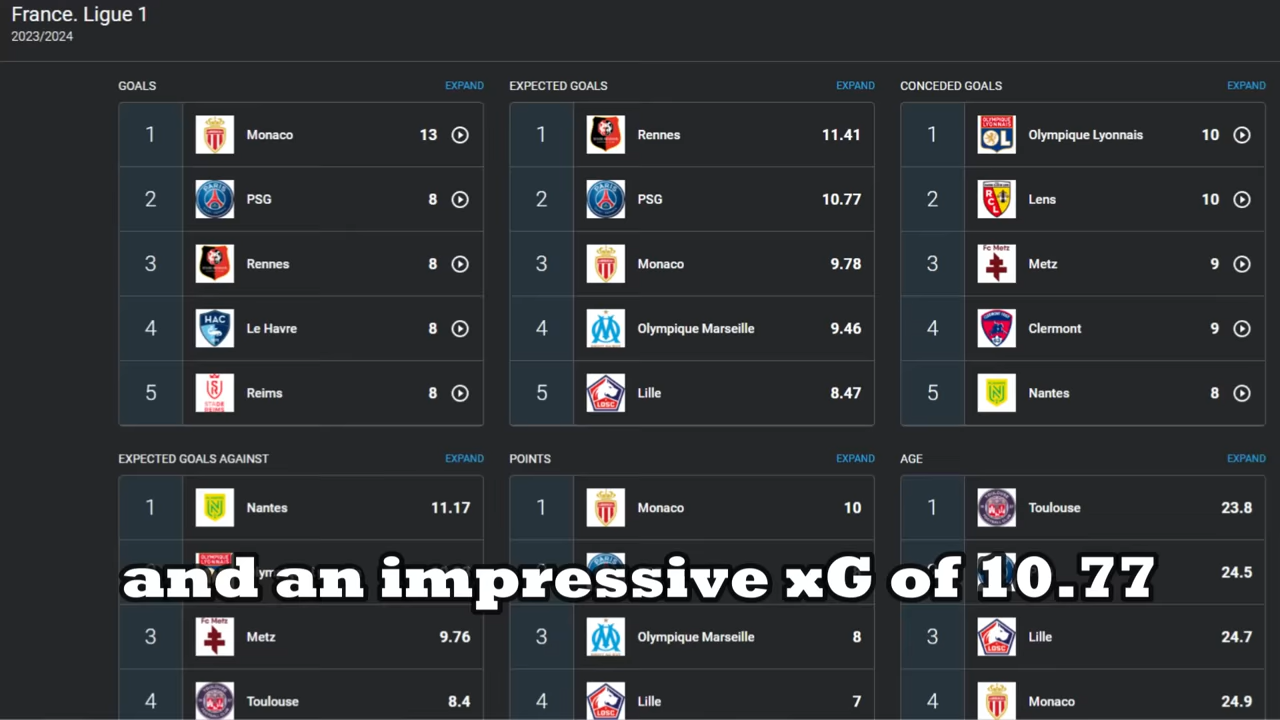 France. Ligue 1
2023/2024
GOALS EXPAND
1 Monaco 13
2 PSG 8
3 Rennes 8
4 Le Havre 8
5 Reims 8
EXPECTED GOALS EXPAND
1 Rennes 11.41
2 PSG 10.77
3 Monaco 9.78
4 Olympique Marseille 9.46
5 Lille 8.47
CONCEDED GOALS EXPAND
1 Olympique Lyonnais 10
2 Lens 10
3 Metz 9
4 Clermont 9
5 Nantes 8
EXPECTED GOALS AGAINST EXPAND
1 Nantes 11.17
3 Metz 9.76
4 Toulouse 8.4
POINTS EXPAND
1 Monaco 10
3 Olympique Marseille 8
4 Lille 7
AGE EXPAND
1 Toulouse 23.8
24.5
3 Lille 24.7
4 Monaco 24.9
and an impressive xG of 10.77